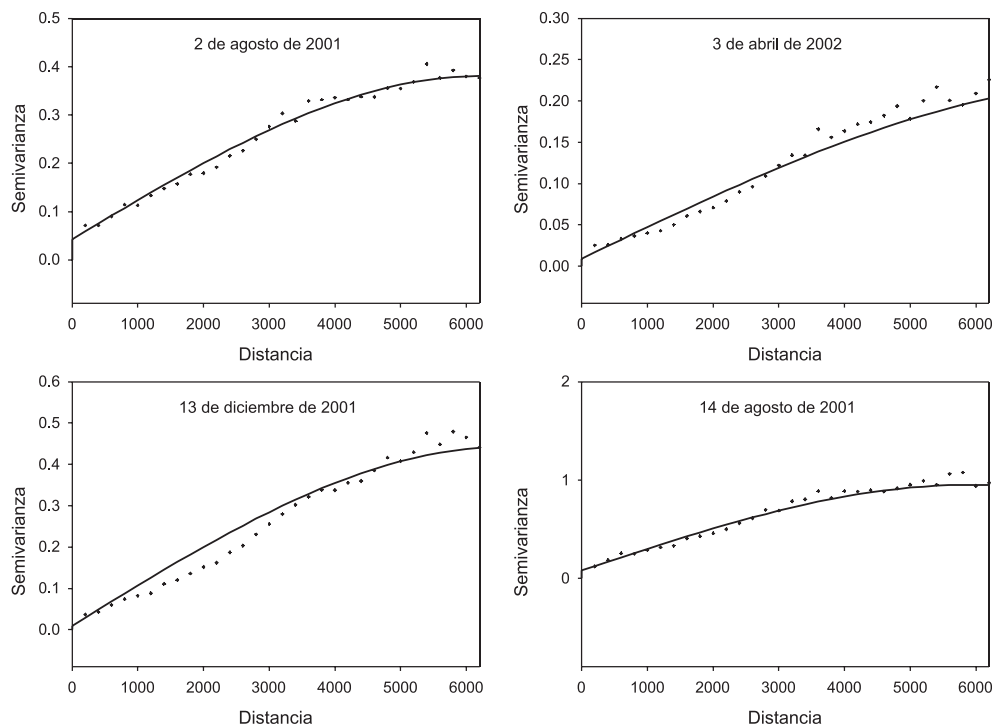 2 de agosto de 2001
Semivarianza
0.5
0.4
0.3
0.2
0.1
0.0
0 1000 2000 3000 4000 5000 6000
Distancia
3 de abril de 2002
Semivarianza
0.30
0.25
0.20
0.15
0.10
0.05
0.00
0 1000 2000 3000 4000 5000 6000
Distancia
13 de diciembre de 2001
Semivarianza
0.6
0.5
0.4
0.3
0.2
0.1
0.0
0 1000 2000 3000 4000 5000 6000
Distancia
14 de agosto de 2001
Semivarianza
2
1
0
0 1000 2000 3000 4000 5000 6000
Distancia